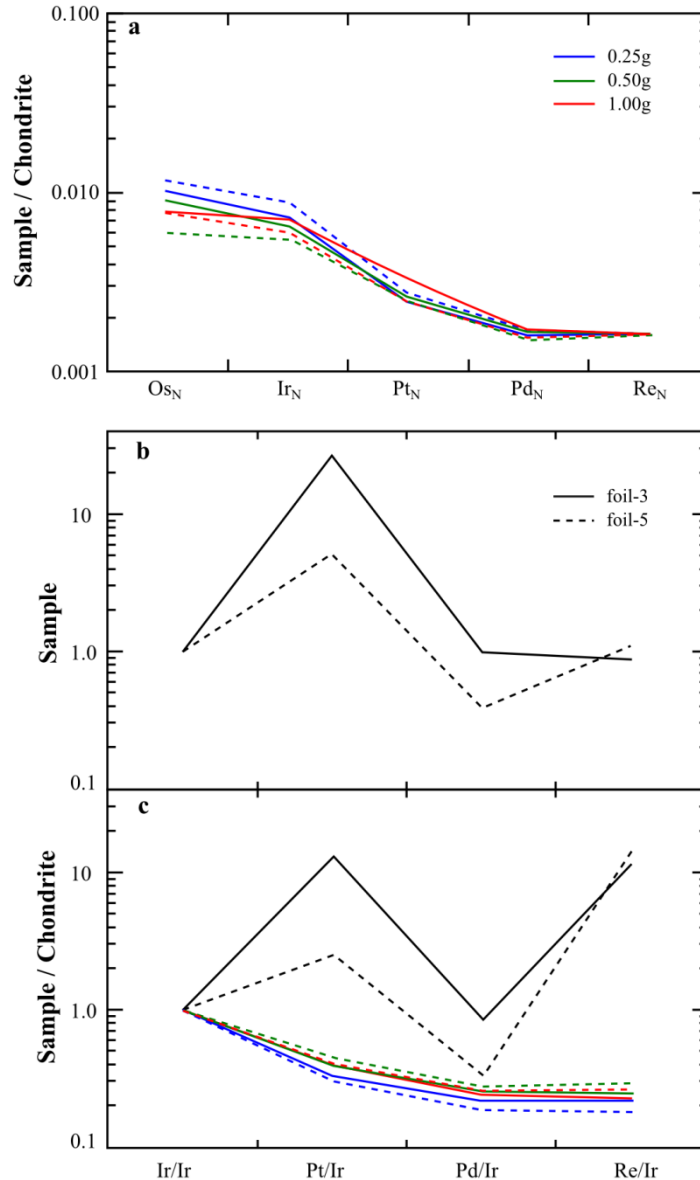 a
0.100
0.25g
0.50g
1.00g
0.010
0.001
Sample / Chondrite
OsN IrN PtN PdN ReN
b
foil-3
foil-5
10
1.0
0.1
Sample
c
10
1.0
0.1
Sample / Chondrite
Ir/Ir Pt/Ir Pd/Ir Re/Ir